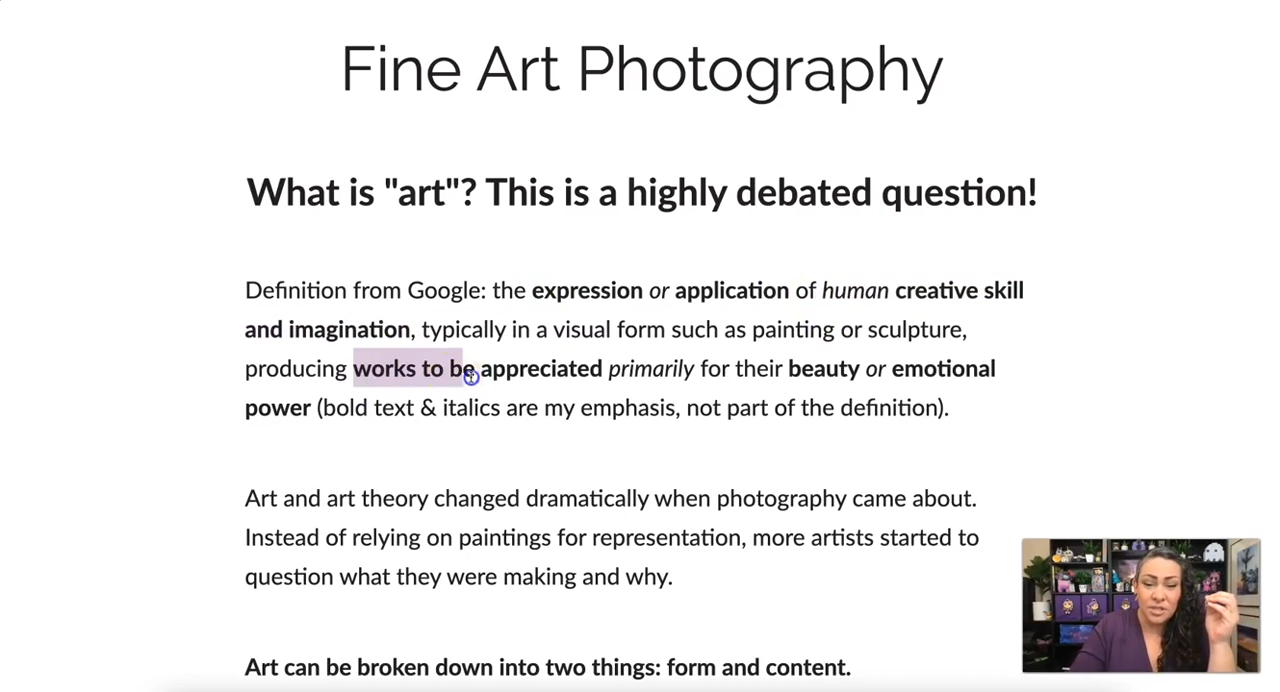 Fine Art Photography
What is "art"? This is a highly debated question!
Definition from Google: the expression or application of human creative skill
and imagination, typically in a visual form such as painting or sculpture,
producing works to be appreciated primarily for their beauty or emotional
power (bold text & italics are my emphasis, not part of the definition).
Art and art theory changed dramatically when photography came about.
Instead of relying on paintings for representation, more artists started to
question what they were making and why.
Art can be broken down into two things: form and content.